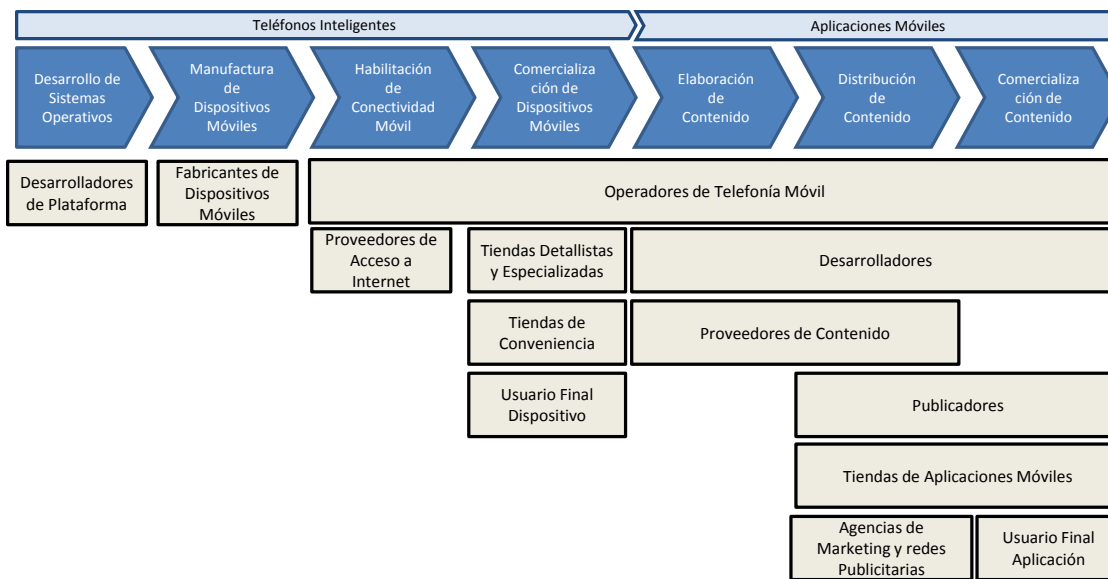 Teléfonos Inteligentes
Aplicaciones Móviles
Desarrollo de
Sistemas
Operativos
Manufactura
de
Dispositivos
Móviles
Habilitación
de
Conectividad
Móvil
Comercializa
ción de
Dispositivos
Móviles
Elaboración
de
Contenido
Distribución
de
Contenido
Comercializa
ción de
Contenido
Desarrolladores
de Plataforma
Fabricantes de
Dispositivos
Móviles
Operadores de Telefonía Móvil
Proveedores de
Acceso a
Internet
Tiendas Detallistas
y Especializadas
Desarrolladores
Tiendas de
Conveniencia
Proveedores de Contenido
Usuario Final
Dispositivo
Publicadores
Tiendas de Aplicaciones Móviles
Agencias de
Marketing y redes
Publicitarias
Usuario Final
Aplicación